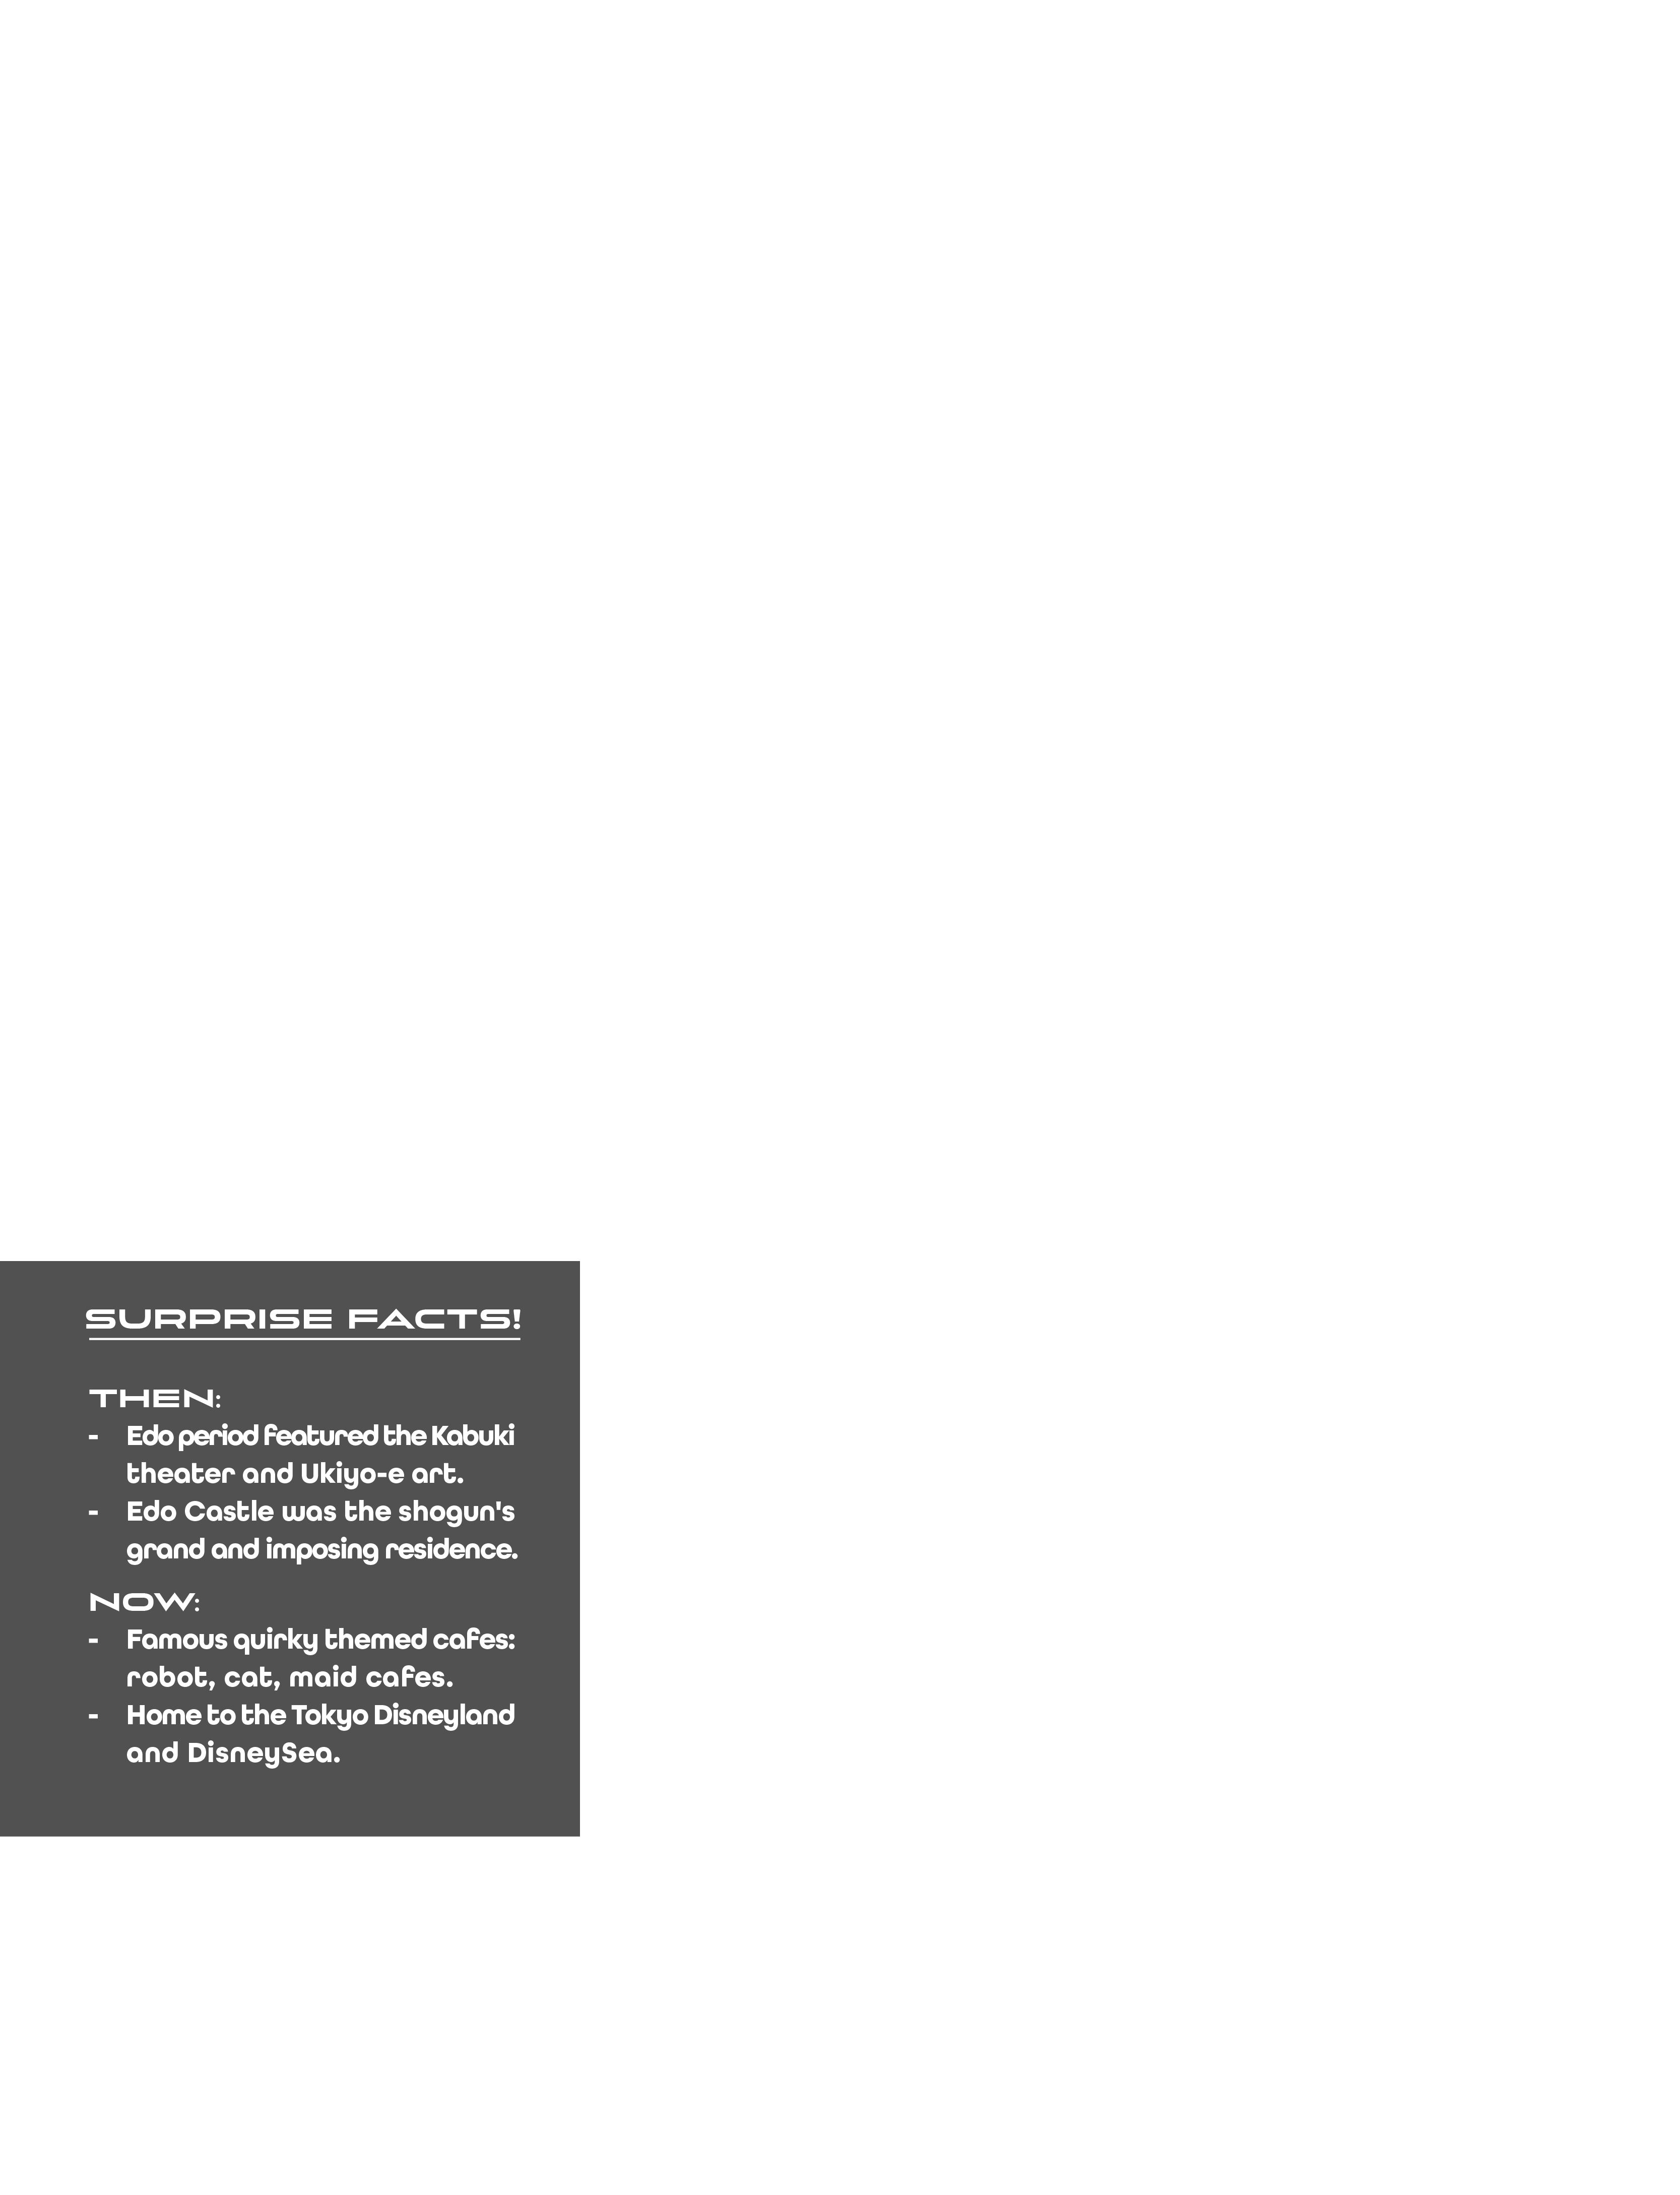 SURPRISE FACTS!
THEN:
- Edo period featured the Kabuki
theater and Ukiyo-e art.
- Edo Castle was the shogun's
grand and imposing residence.
NOW:
- Famous quirky themed cafes:
robot, cat, maid cafes.
- Home to the Tokyo Disneyland
and DisneySea.